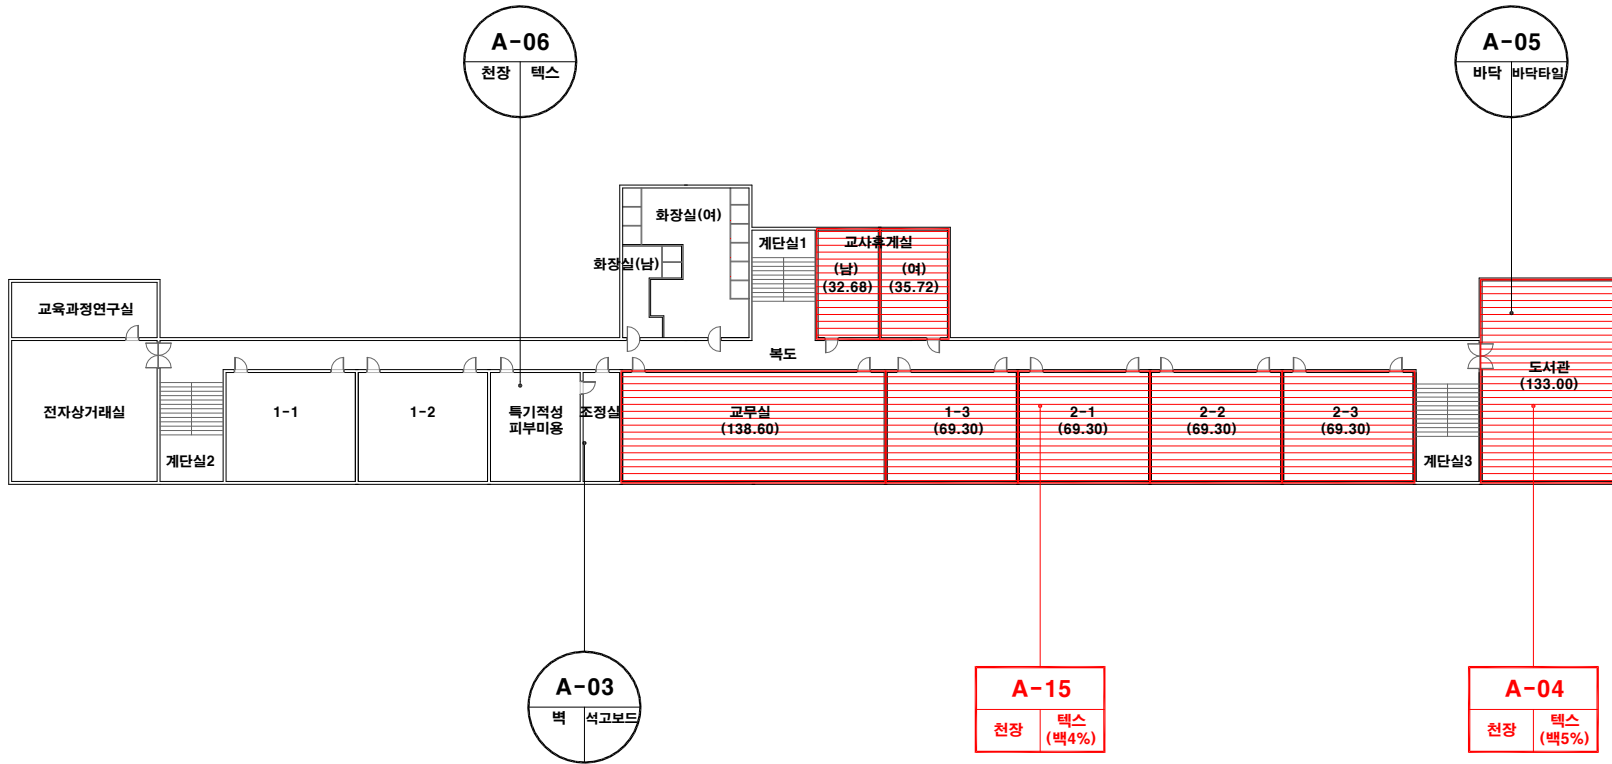 A-06
천장 텍스
A-05
바닥 바닥타일
화장실(여)
계단실1
교사휴게실
화장실(남)
(남)
(32.68)
(여)
(35.72)
교육과정연구실
복도
도서관
(133.00)
전자상거래실
1-1
1-2
특기적성
피부미용
조정실
교무실
(138.60)
1-3
(69.30)
2-1
(69.30)
2-2
(69.30)
2-3
(69.30)
계단실2
계단실3
A-03
벽 석고보드
A-15
천장 텍스
(백4%)
A-04
천장 텍스
(백5%)